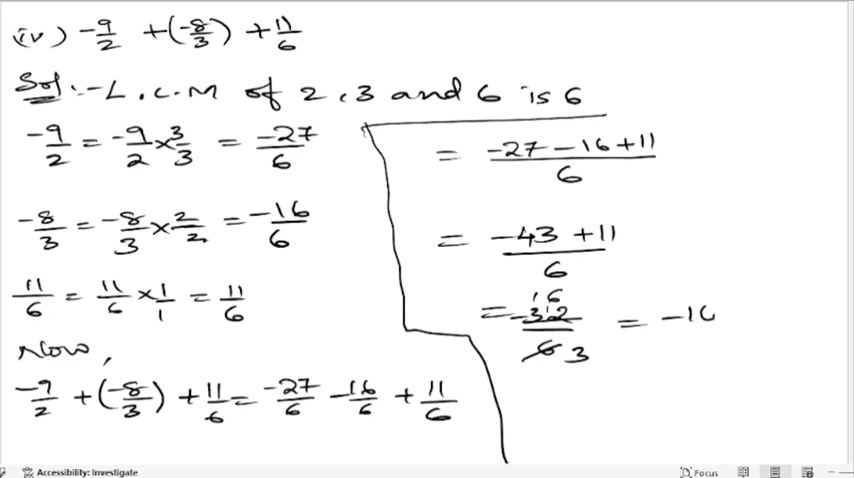 (iv) -9/2 + (-8/3) + 11/6
Sol:- L.C.M of 2, 3 and 6 is 6
-9/2 = -9/2 × 3/3 = -27/6
-8/3 = -8/3 × 2/2 = -16/6
11/6 = 11/6 × 1/1 = 11/6
Now,
-9/2 + (-8/3) + 11/6 = -27/6 - 16/6 + 11/6
= -27 - 16 + 11/6
= -43 + 11/6
= -32/6 16 3 = -16
Accessibility: Investigate
Focus